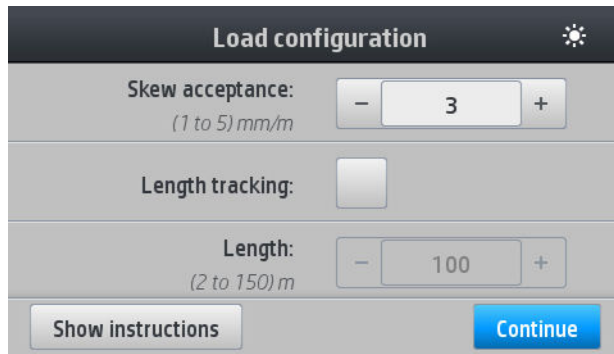 Load configuration
Skew acceptance:
− 3 +
(1 to 5) mm/m
Length tracking:
Length:
− 100 +
(2 to 150) m
Show instructions Continue